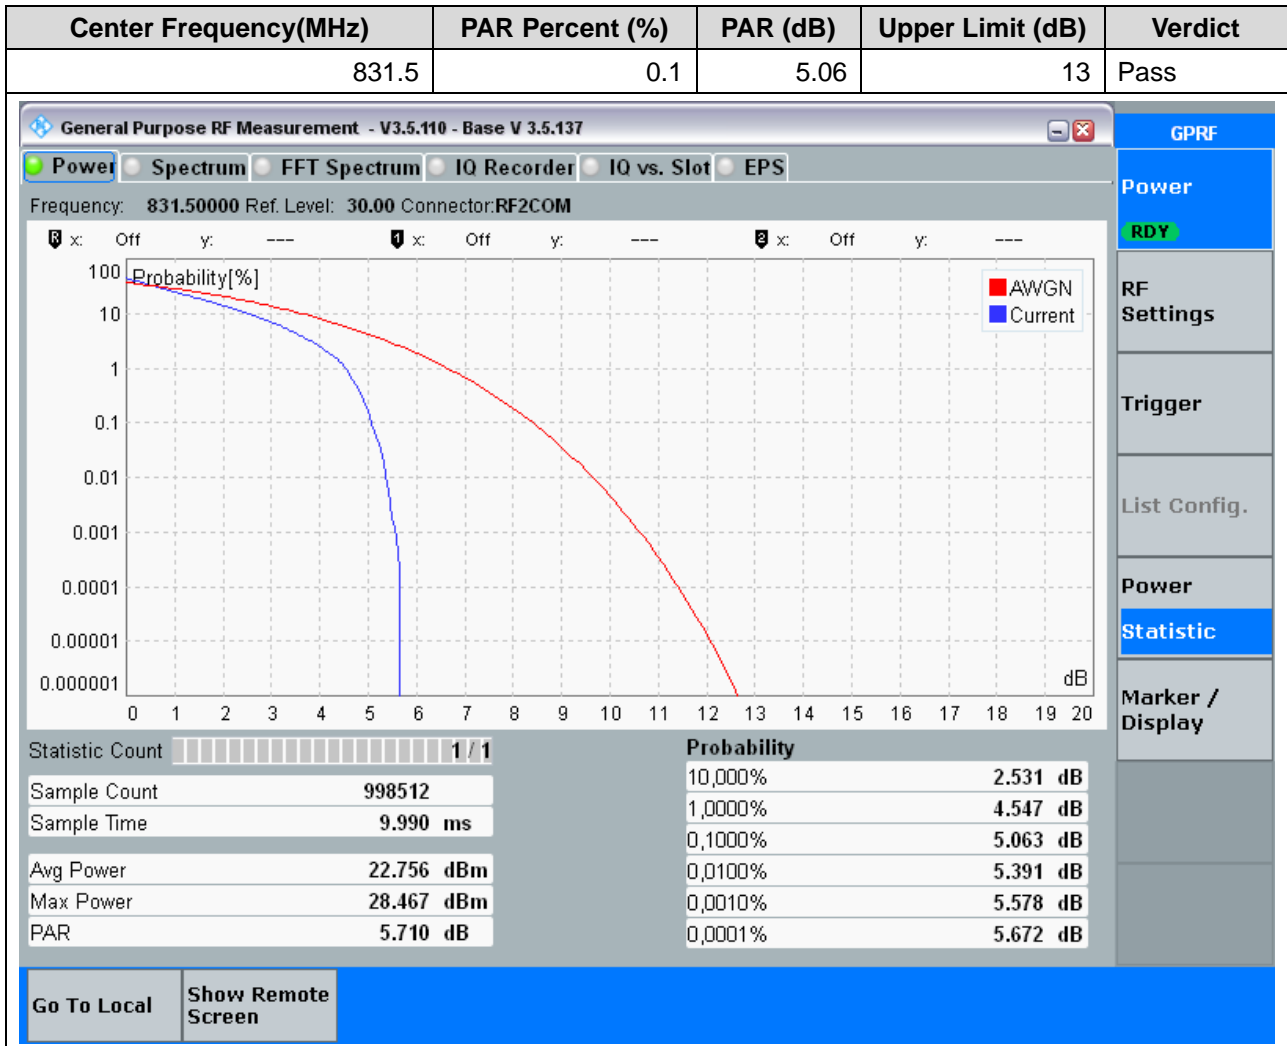 Center Frequency(MHz) PAR Percent (%) PAR (dB) Upper Limit (dB) Verdict
831.5 0.1 5.06 13 Pass
General Purpose RF Measurement - V3.5.110 - Base V 3.5.137
GPRF
Power Spectrum FFT Spectrum IQ Recorder IQ vs. Slot EPS
Frequency: 831.50000 Ref. Level: 30.00 Connector:RF2COM
R x: Off y: --- 1 x: Off y: --- 2 x: Off y: ---
Probability[%]
AWGN
Current
100
10
1
0.1
0.01
0.001
0.0001
0.00001
0.000001
dB
0 1 2 3 4 5 6 7 8 9 10 11 12 13 14 15 16 17 18 19 20
Statistic Count 1 / 1
Sample Count 998512
Sample Time 9.990 ms
Avg Power 22.756 dBm
Max Power 28.467 dBm
PAR 5.710 dB
Probability
10,000% 2.531 dB
1,0000% 4.547 dB
0,1000% 5.063 dB
0,0100% 5.391 dB
0,0010% 5.578 dB
0,0001% 5.672 dB
Power
RDY
RF
Settings
Trigger
List Config.
Power
Statistic
Marker /
Display
Go To Local
Show Remote
Screen